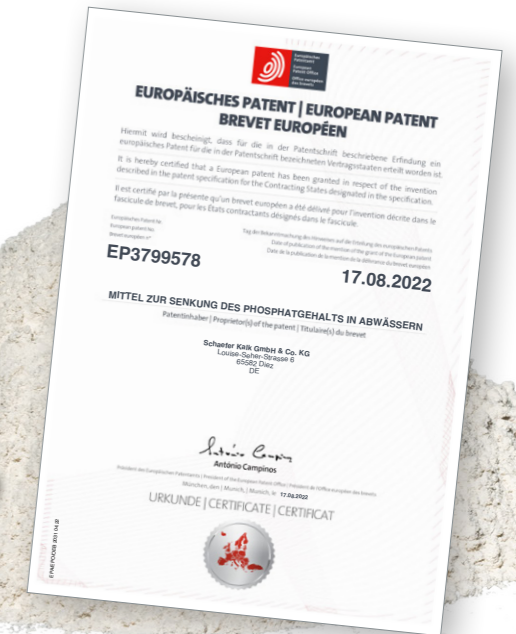 Europäisches
Patentamt
European
Patent Office
Office européen
des brevets
EUROPÄISCHES PATENT | EUROPEAN PATENT
BREVET EUROPÉEN
Hiermit wird bescheinigt, dass für die in der Patentschrift beschriebene Erfindung ein
europäisches Patent für die in der Patentschrift bezeichneten Vertragsstaaten erteilt worden ist.
It is hereby certified that a European patent has been granted in respect of the invention
described in the patent specification for the Contracting States designated in the specification.
Il est certifié par la présente qu'un brevet européen a été délivré pour l'invention décrite dans le
fascicule de brevet, pour les États contractants désignés dans le fascicule.
Europäisches Patent Nr.
European patent No.
Brevet européen n°
Tag der Bekanntmachung des Hinweises auf die Erteilung des europäischen Patents
Date of publication of the mention of the grant of the European patent
Date de la publication de la mention de la délivrance du brevet européen
EP3799578
17.08.2022
MITTEL ZUR SENKUNG DES PHOSPHATGEHALTS IN ABWÄSSERN
Patentinhaber | Proprietor(s) of the patent | Titulaire(s) du brevet
Schaefer Kalk GmbH & Co. KG
Louise-Seher-Strasse 6
65582 Diez
DE
António Campinos
Präsident des Europäischen Patentamts | President of the European Patent Office | Président de l'Office européen des brevets
München, den | Munich, | Munich, le 17.08.2022
URKUNDE | CERTIFICATE | CERTIFICAT